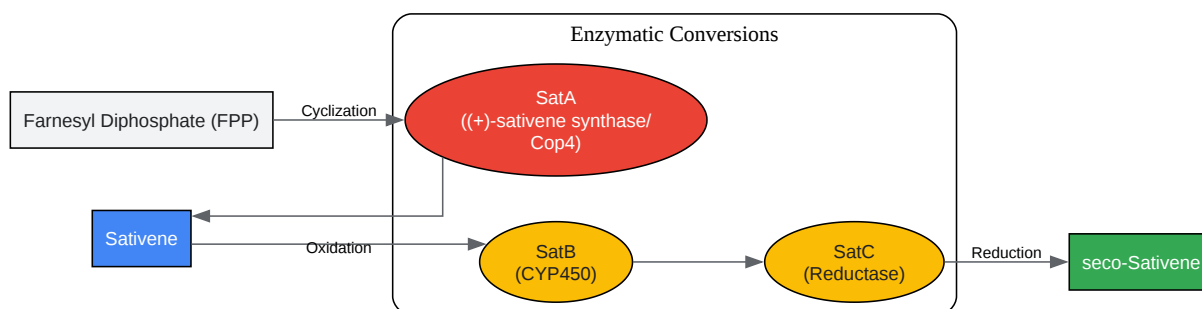 Enzymatic Conversions
Farnesyl Diphosphate (FPP)
Cyclization
SatA
((+)-sativene synthase/
Cop4)
Sativene
Oxidation
SatB
(CYP450)
SatC
(Reductase)
Reduction
seco-Sativene